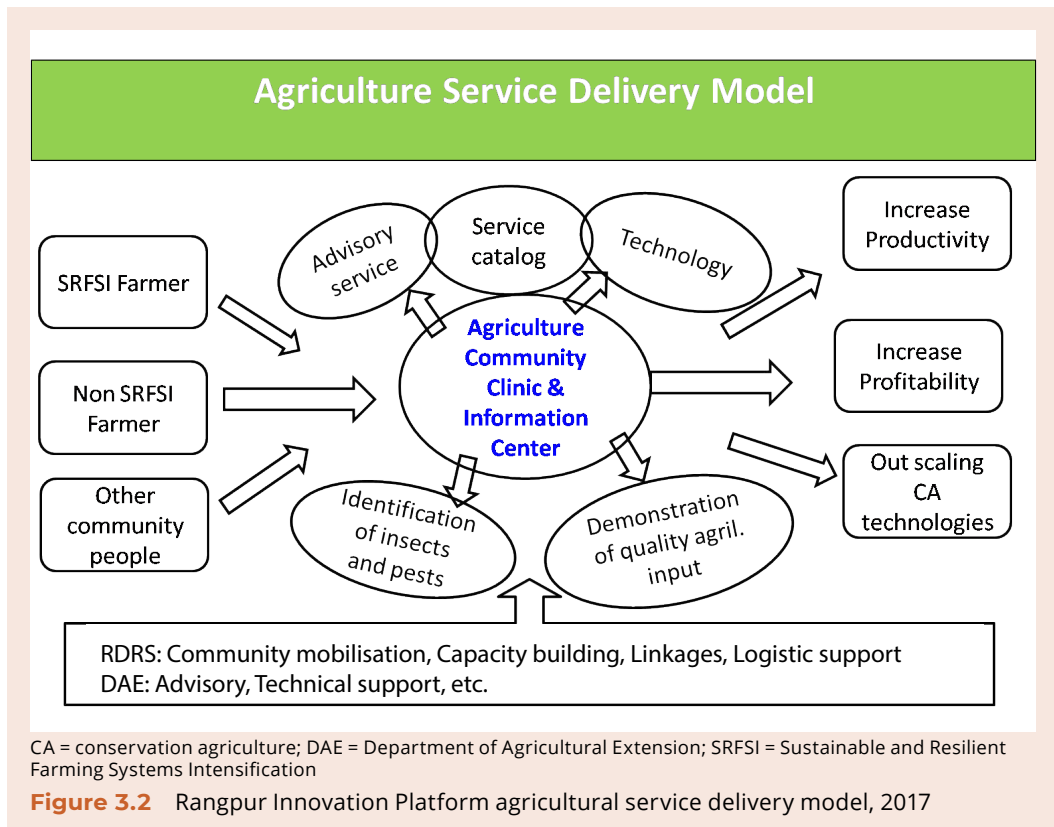 Agriculture Service Delivery Model
SRFSI Farmer
Non SRFSI
Farmer
Other
community
people
Advisory
service
Service
catalog
Technology
Agriculture
Community
Clinic &
Information
Center
Identification
of insects
and pests
Demonstration
of quality agril.
input
Increase
Productivity
Increase
Profitability
Out scaling
CA
technologies
RDRS: Community mobilisation, Capacity building, Linkages, Logistic support
DAE: Advisory, Technical support, etc.
CA = conservation agriculture; DAE = Department of Agricultural Extension; SRFSI = Sustainable and Resilient
Farming Systems Intensification
Figure 3.2 Rangpur Innovation Platform agricultural service delivery model, 2017